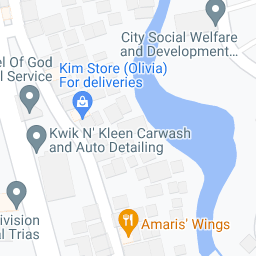 City Social Welfare
and Development...
el Of God
l Service
Kim Store (Olivia)
For deliveries
Kwik N' Kleen Carwash
and Auto Detailing
vision
l Trias
Amaris' Wings